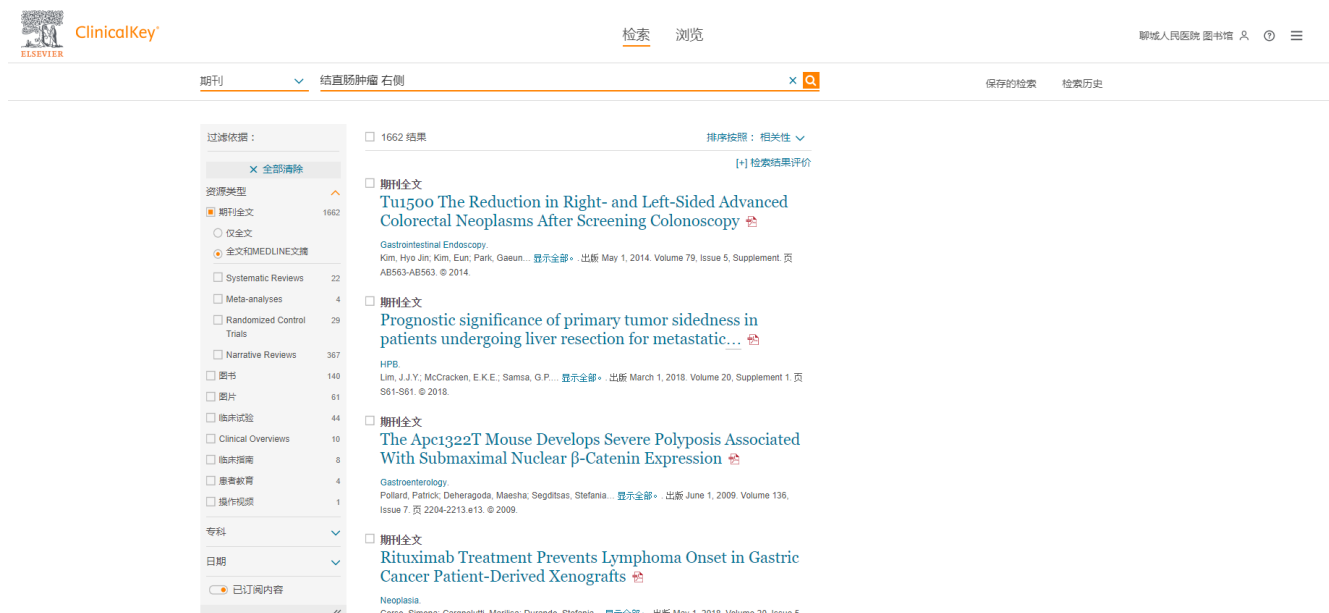 ELSEVIER
ClinicalKey®
检索 浏览
聊城人民医院 图书馆
期刊
结直肠肿瘤 右侧
保存的检索 检索历史
过滤依据：
全部清除
资源类型
期刊全文 1662
仅全文
全文和MEDLINE文摘
Systematic Reviews 22
Meta-analyses 4
Randomized Control 29
Trials
Narrative Reviews 367
图书 140
图片 61
临床试验 44
Clinical Overviews 10
临床指南 8
患者教育 4
操作视频 1
专科
日期
已订阅内容
1662 结果
排序按照： 相关性
[+] 检索结果评价
期刊全文
Tu1500 The Reduction in Right- and Left-Sided Advanced
Colorectal Neoplasms After Screening Colonoscopy
Gastrointestinal Endoscopy.
Kim, Hyo Jin; Kim, Eun; Park, Gaeun... 显示全部。. 出版 May 1, 2014. Volume 79, Issue 5, Supplement. 页
AB563-AB563. © 2014.
期刊全文
Prognostic significance of primary tumor sidedness in
patients undergoing liver resection for metastatic...
HPB.
Lim, J.J.Y.; McCracken, E.K.E.; Samsa, G.P.... 显示全部。. 出版 March 1, 2018. Volume 20, Supplement 1. 页
S61-S61. © 2018.
期刊全文
The Apc1322T Mouse Develops Severe Polyposis Associated
With Submaximal Nuclear β-Catenin Expression
Gastroenterology.
Pollard, Patrick; Deheragoda, Maesha; Segditsas, Stefania... 显示全部。. 出版 June 1, 2009. Volume 136,
Issue 7. 页 2204-2213.e13. © 2009.
期刊全文
Rituximab Treatment Prevents Lymphoma Onset in Gastric
Cancer Patient-Derived Xenografts
Neoplasia.